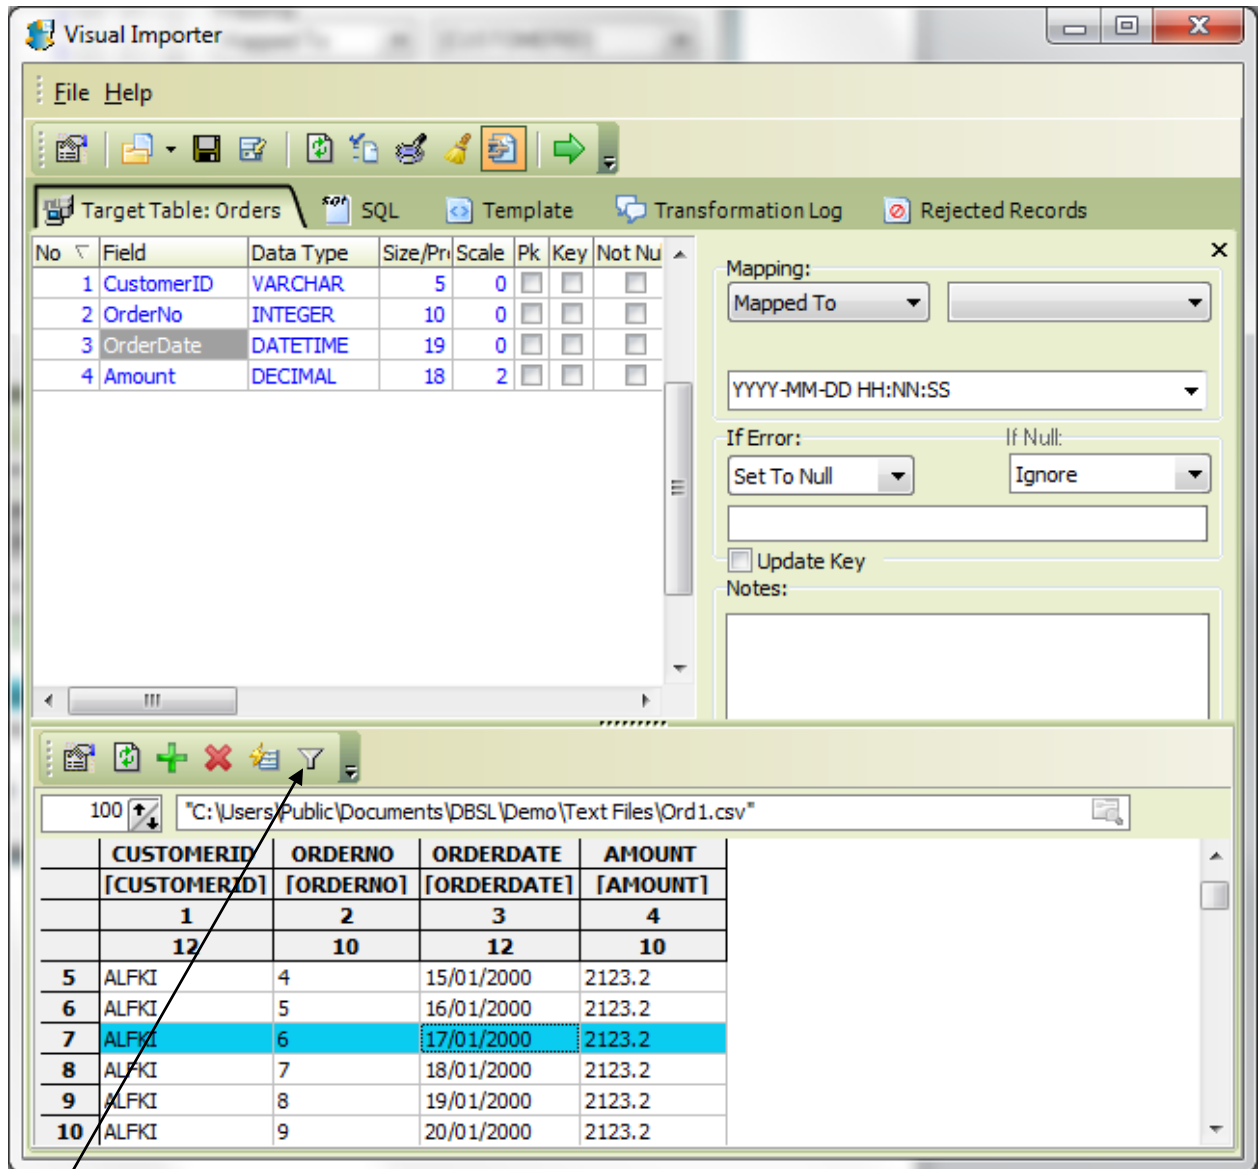 Visual Importer
File Help
Target Table: Orders SQL Template Transformation Log Rejected Records
No Field Data Type Size/Pr Scale Pk Key Not Nu
1 CustomerID VARCHAR 5 0
2 OrderNo INTEGER 10 0
3 OrderDate DATETIME 19 0
4 Amount DECIMAL 18 2
Mapping:
Mapped To
YYYY-MM-DD HH:NN:SS
If Error: If Null:
Set To Null Ignore
Update Key
Notes:
100 "C:\Users\Public\Documents\DBSL\Demo\Text Files\Ord1.csv"
CUSTOMERID ORDERNO ORDERDATE AMOUNT
[CUSTOMERID] [ORDERNO] [ORDERDATE] [AMOUNT]
1 2 3 4
12 10 12 10
5 ALFKI 4 15/01/2000 2123.2
6 ALFKI 5 16/01/2000 2123.2
7 ALFKI 6 17/01/2000 2123.2
8 ALFKI 7 18/01/2000 2123.2
9 ALFKI 8 19/01/2000 2123.2
10 ALFKI 9 20/01/2000 2123.2